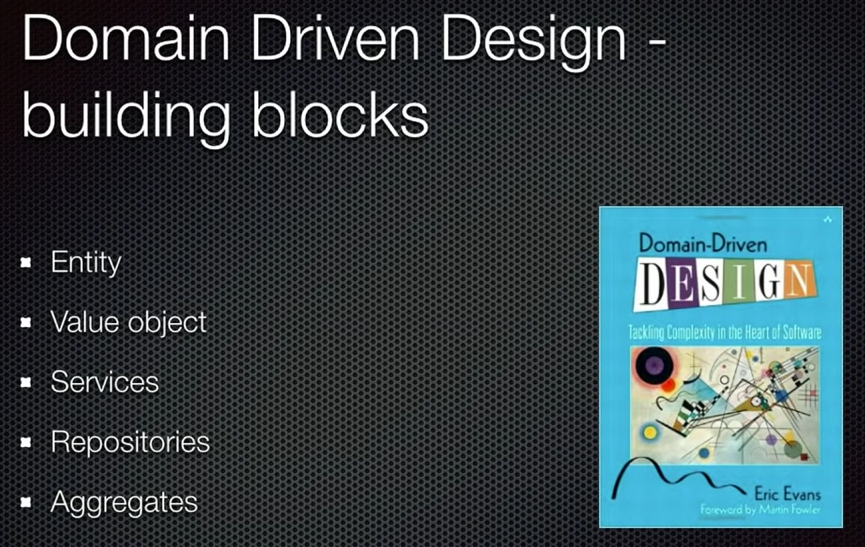 Domain Driven Design -
building blocks
Entity
Value object
Services
Repositories
Aggregates
Domain-Driven
DESIGN
Tackling Complexity in the Heart of Software
Eric Evans
Foreword by Martin Fowler